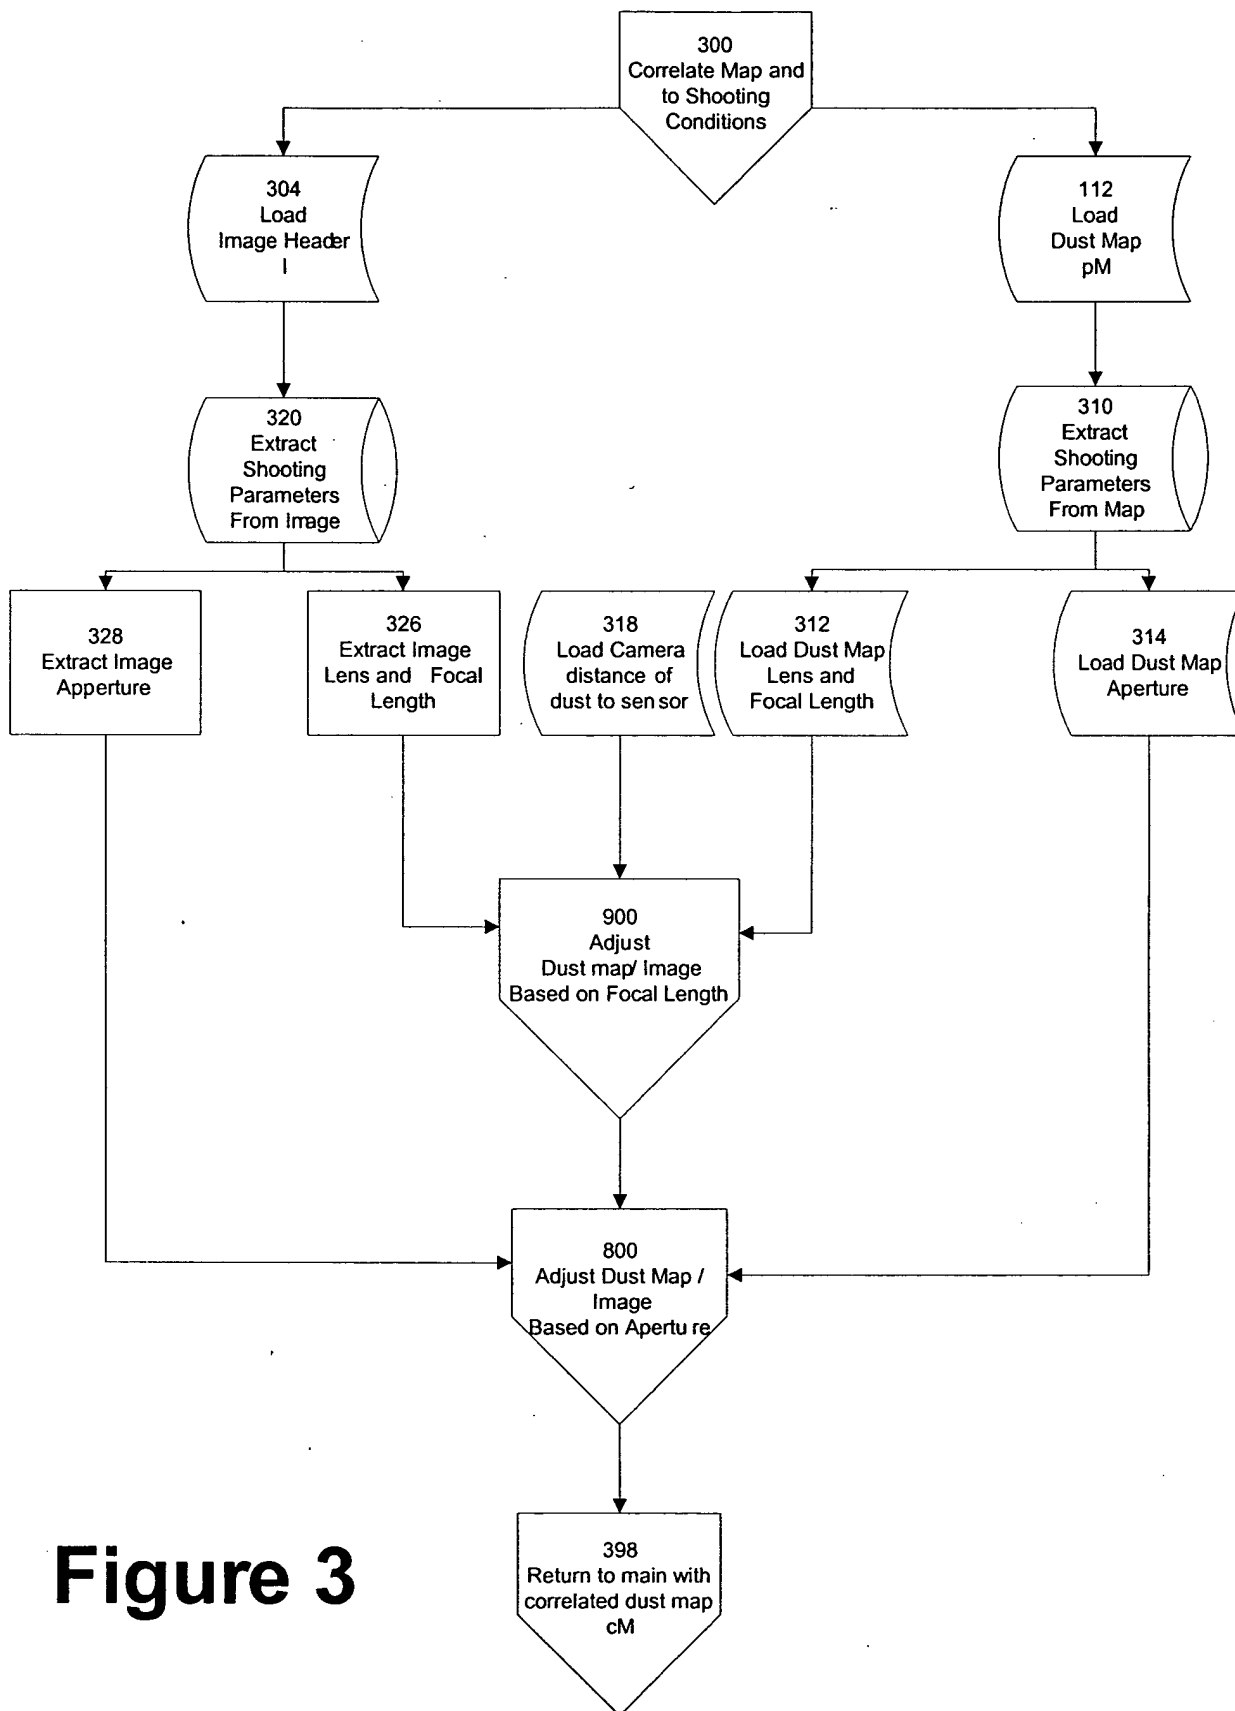 300
Correlate Map and
to Shooting
Conditions
304
Load
Image Header
I
112
Load
Dust Map
pM
320
Extract
Shooting
Parameters
From Image
310
Extract
Shooting
Parameters
From Map
328
Extract Image
Apperture
326
Extract Image
Lens and Focal
Length
318
Load Camera
distance of
dust to sensor
312
Load Dust Map
Lens and
Focal Length
314
Load Dust Map
Aperture
900
Adjust
Dust map/ Image
Based on Focal Length
800
Adjust Dust Map /
Image
Based on Aperture
398
Return to main with
correlated dust map
cM
Figure 3